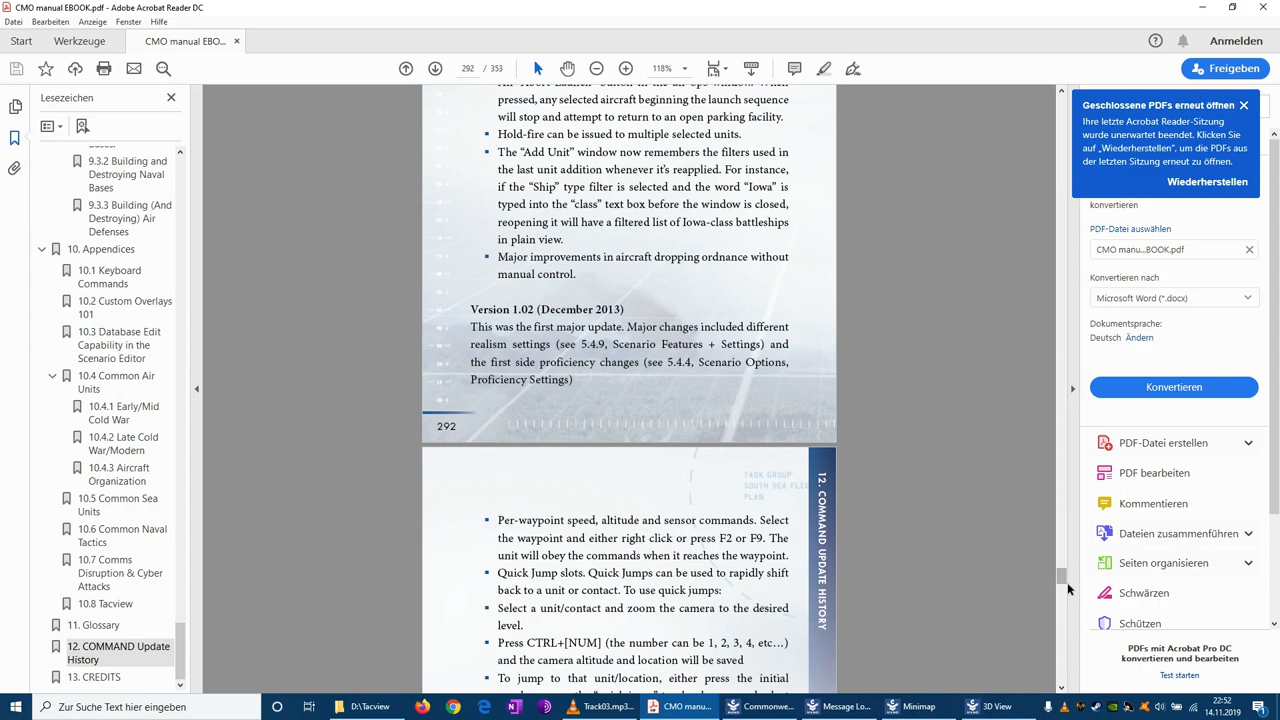 CMO manual EBOOK.pdf - Adobe Acrobat Reader DC
Datei Bearbeiten Anzeige Fenster Hilfe
Start Werkzeuge CMO manual EBO... × Anmelden
292 / 353 118% Freigeben
Lesezeichen
9.3.2 Building and
Destroying Naval
Bases
9.3.3 Building (And
Destroying) Air
Defenses
10. Appendices
10.1 Keyboard
Commands
10.2 Custom Overlays
101
10.3 Database Edit
Capability in the
Scenario Editor
10.4 Common Air
Units
10.4.1 Early/Mid
Cold War
10.4.2 Late Cold
War/Modern
10.4.3 Aircraft
Organization
10.5 Common Sea
Units
10.6 Common Naval
Tactics
10.7 Comms
Disruption & Cyber
Attacks
10.8 Tacview
11. Glossary
12. COMMAND Update
History
13. CREDITS
pressed, any selected aircraft beginning the launch sequence
will stop and attempt to return to an open parking facility.
▪ Hold-fire can be issued to multiple selected units.
▪ The “Add Unit” window now remembers the filters used in
the last unit addition whenever it’s reapplied. For instance,
if the “Ship” type filter is selected and the word “Iowa” is
typed into the “class” text box before the window is closed,
reopening it will have a filtered list of Iowa-class battleships
in plain view.
▪ Major improvements in aircraft dropping ordnance without
manual control.
Version 1.02 (December 2013)
This was the first major update. Major changes included different
realism settings (see 5.4.9, Scenario Features + Settings) and
the first side proficiency changes (see 5.4.4, Scenario Options,
Proficiency Settings)
292
TASK GROUP
SOUTH SEA FLEE
PLAN
12. COMMAND UPDATE HISTORY
▪ Per-waypoint speed, altitude and sensor commands. Select
the waypoint and either right click or press F2 or F9. The
unit will obey the commands when it reaches the waypoint.
▪ Quick Jump slots. Quick Jumps can be used to rapidly shift
back to a unit or contact. To use quick jumps:
▪ Select a unit/contact and zoom the camera to the desired
level.
▪ Press CTRL+[NUM] (the number can be 1, 2, 3, 4, etc…)
and the camera altitude and location will be saved
▪ To jump to that unit/location, either press the initial
Geschlossene PDFs erneut öffnen
Ihre letzte Acrobat Reader-Sitzung
wurde unerwartet beendet. Klicken Sie
auf „Wiederherstellen“, um die PDFs aus
der letzten Sitzung erneut zu öffnen.
Wiederherstellen
konvertieren
PDF-Datei auswählen
CMO manu...BOOK.pdf
Konvertieren nach
Microsoft Word (*.docx)
Dokumentsprache:
Deutsch Ändern
Konvertieren
PDF-Datei erstellen
PDF bearbeiten
Kommentieren
Dateien zusammenführen
Seiten organisieren
Schwärzen
Schützen
PDFs mit Acrobat Pro DC
konvertieren und bearbeiten
Test starten
Zur Suche Text hier eingeben
D:\Tacview
Track03.mp3...
CMO manu...
Commonwe...
Message Lo...
Minimap
3D View
22:52
14.11.2019